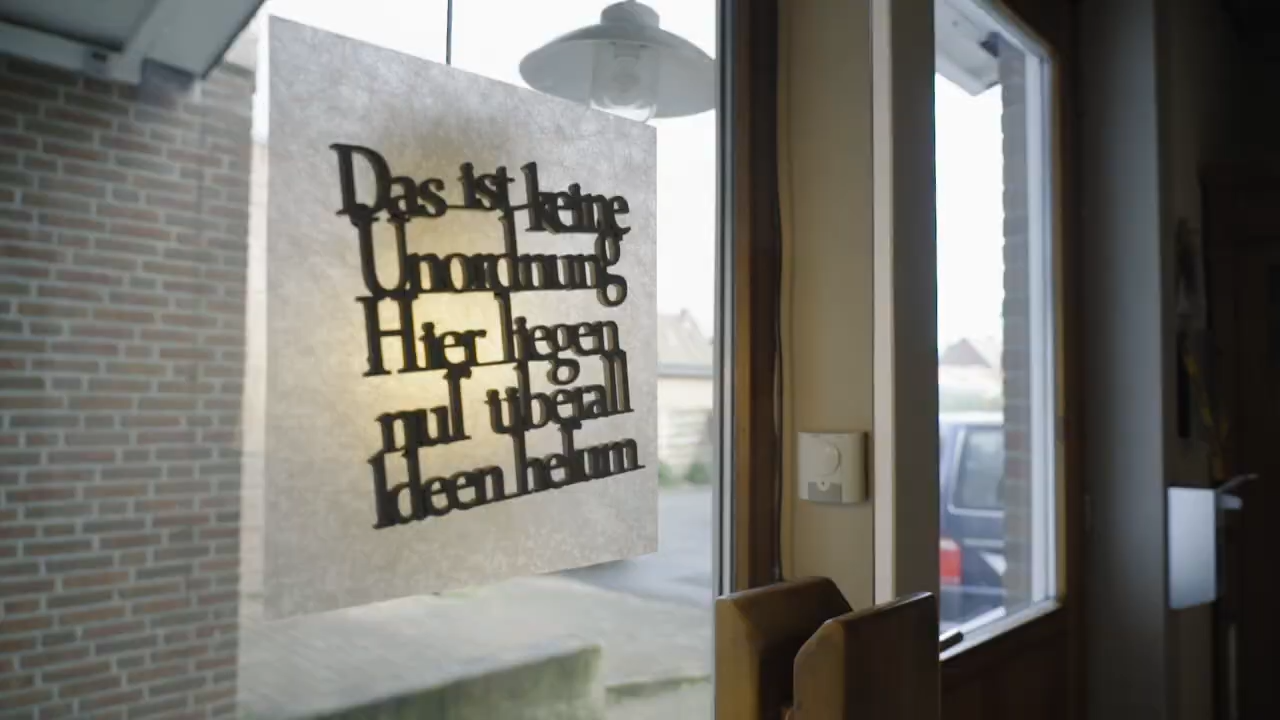 Das ist keine
Unordnung
Hier liegen
nur überall
Ideen herum